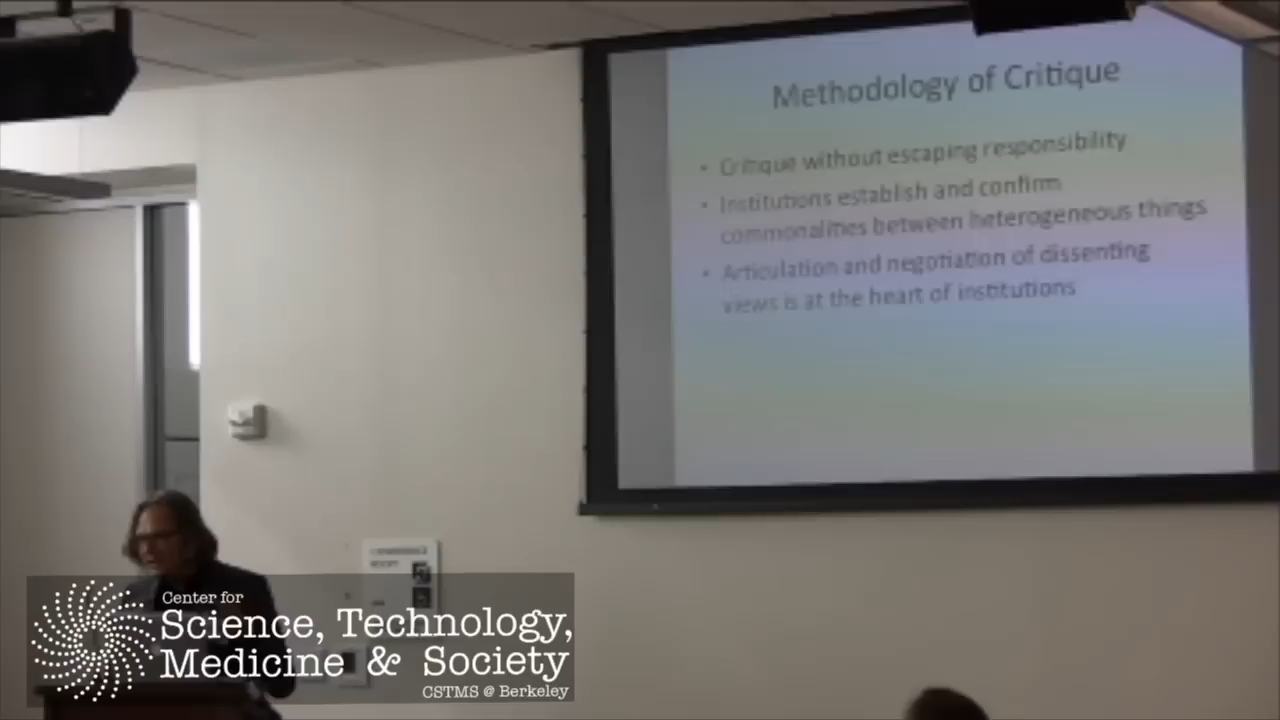 Methodology of Critique
• Critique without escaping responsibility
• Institutions establish and confirm
commonalities between heterogeneous things
• Articulation and negotiation of dissenting
views is at the heart of institutions
Center for
Science, Technology,
Medicine & Society
CSTMS @ Berkeley